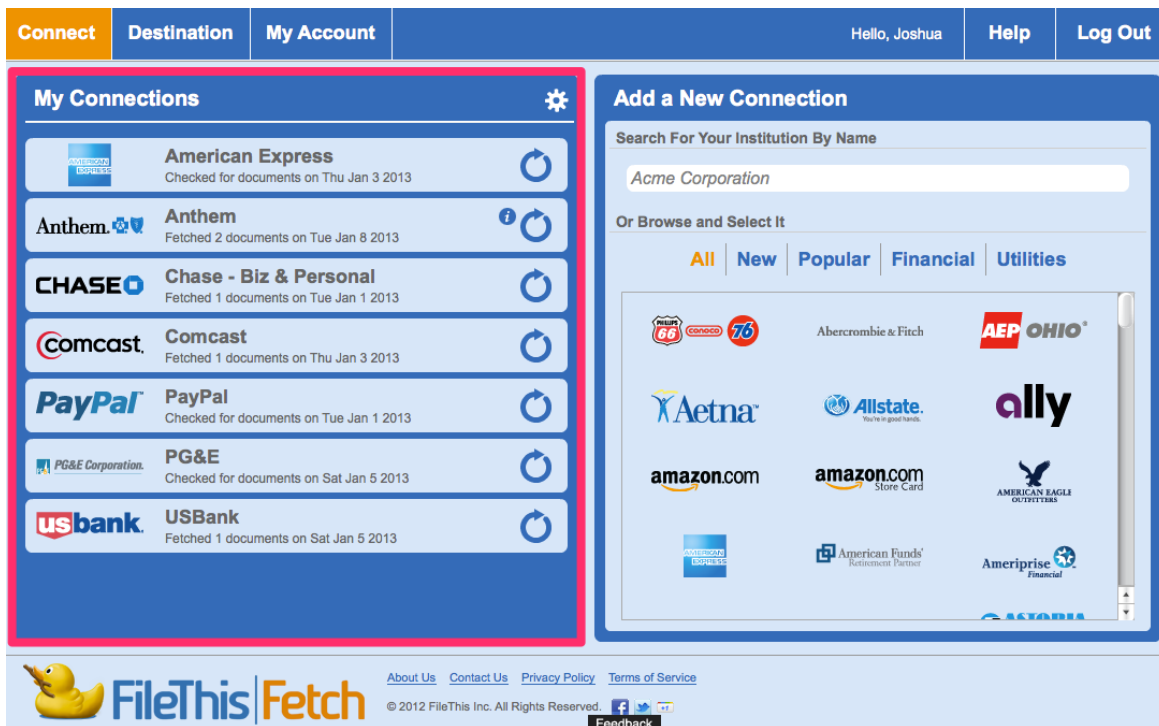 Connect Destination My Account Hello, Joshua Help Log Out
My Connections
AMERICAN EXPRESS
American Express
Checked for documents on Thu Jan 3 2013
Anthem.
Anthem
Fetched 2 documents on Tue Jan 8 2013
CHASE
Chase - Biz & Personal
Fetched 1 documents on Tue Jan 1 2013
comcast.
Comcast
Fetched 1 documents on Thu Jan 3 2013
PayPal
PayPal
Checked for documents on Tue Jan 1 2013
PG&E Corporation.
PG&E
Checked for documents on Sat Jan 5 2013
usbank.
USBank
Fetched 1 documents on Sat Jan 5 2013
Add a New Connection
Search For Your Institution By Name
Acme Corporation
Or Browse and Select It
All New Popular Financial Utilities
PHILLIPS 66 conoco 76
Abercrombie & Fitch
AEP OHIO
Aetna
Allstate.
You're in good hands.
ally
amazon.com
amazon.com
Store Card
AMERICAN EAGLE
OUTFITTERS
AMERICAN EXPRESS
American Funds'
Retirement Partner
Ameriprise
Financial
ASTORIA
FileThis Fetch
About Us Contact Us Privacy Policy Terms of Service
© 2012 FileThis Inc. All Rights Reserved.
Feedback